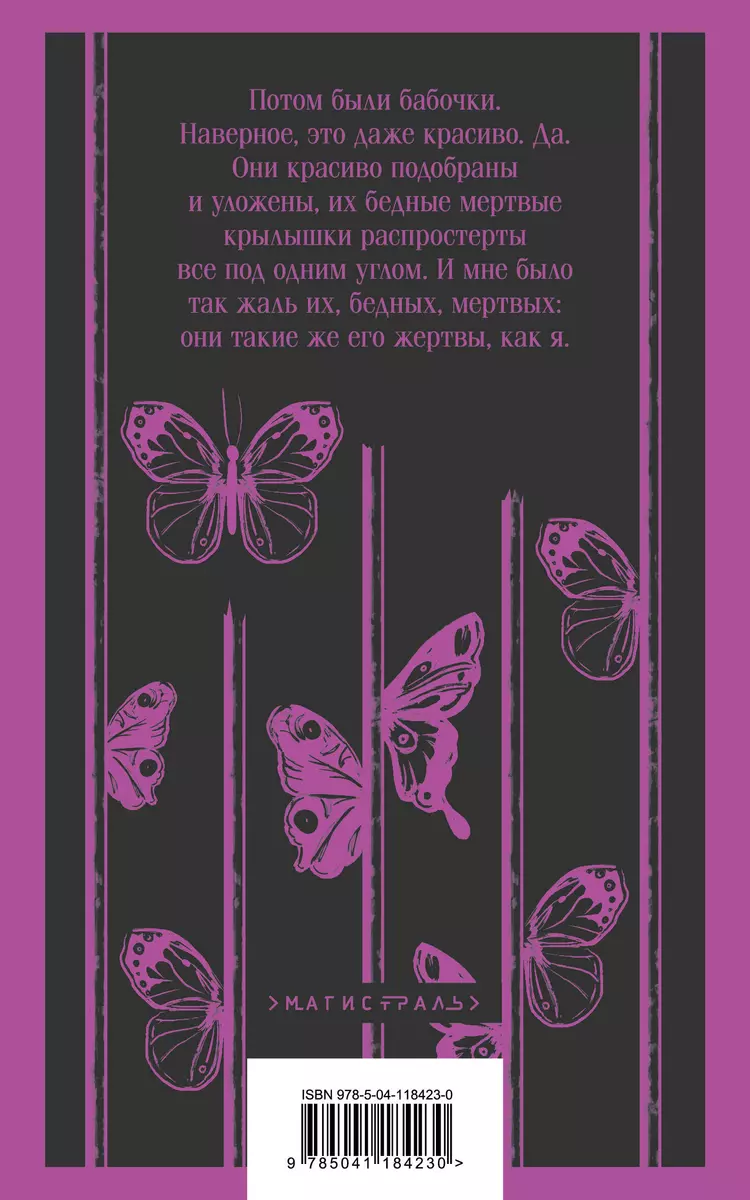 Потом были бабочки.
Наверное, это даже красиво. Да.
Они красиво подобраны
и уложены, их бедные мертвые
крылышки распростерты
все под одним углом. И мне было
так жаль их, бедных, мертвых:
они такие же его жертвы, как я.
>МАГИСТРАЛЬ>
ISBN 978-5-04-118423-0
9 785041 184230>